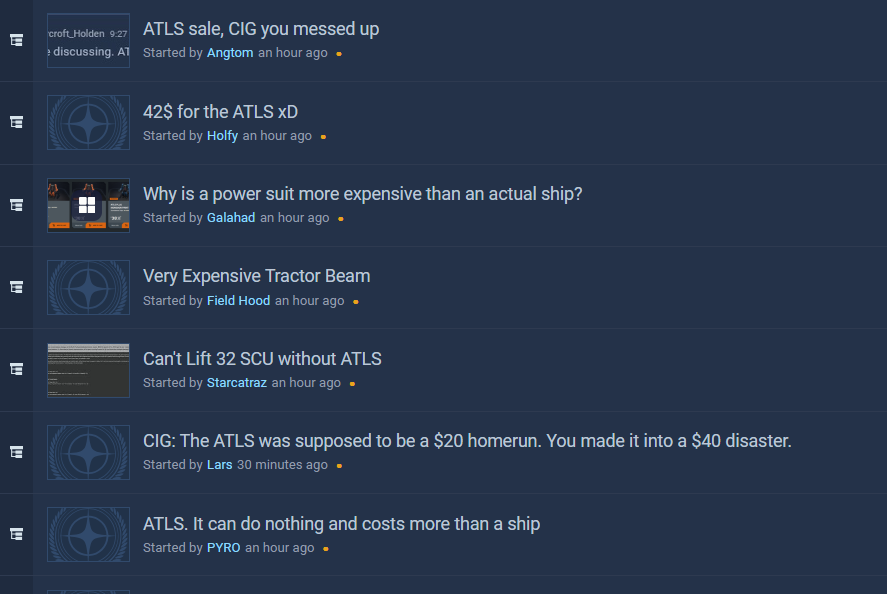 rcroft_Holden 9:27
e discussing. AT
ATLS sale, CIG you messed up
Started by Angtom an hour ago
42$ for the ATLS xD
Started by Holfy an hour ago
Why is a power suit more expensive than an actual ship?
Started by Galahad an hour ago
Very Expensive Tractor Beam
Started by Field Hood an hour ago
Can't Lift 32 SCU without ATLS
Started by Starcatraz an hour ago
CIG: The ATLS was supposed to be a $20 homerun. You made it into a $40 disaster.
Started by Lars 30 minutes ago
ATLS. It can do nothing and costs more than a ship
Started by PYRO an hour ago